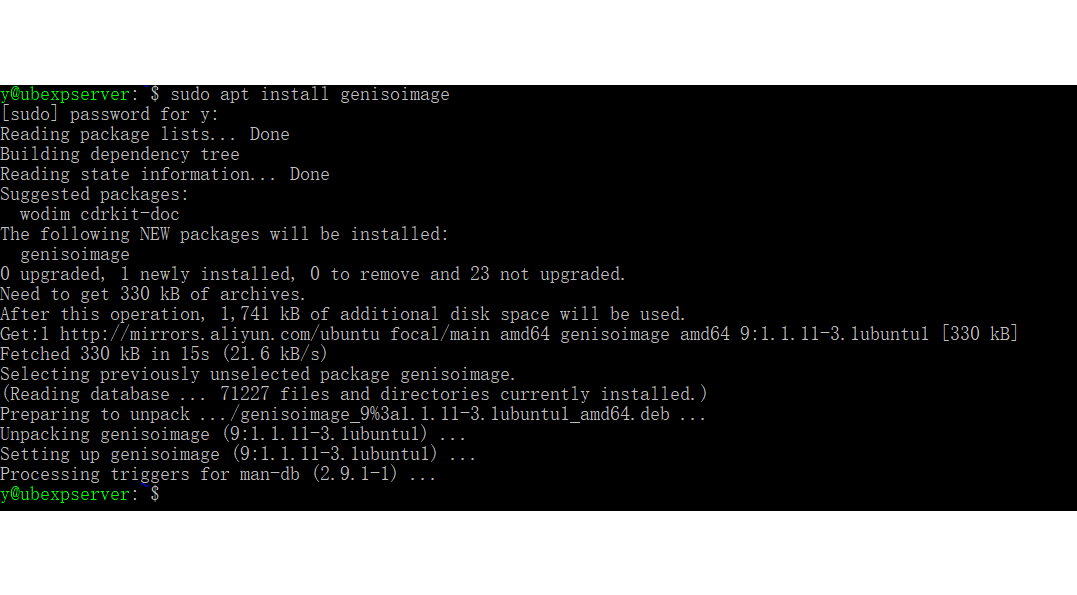 y@ubexpserver:~$ sudo apt install genisoimage
[sudo] password for y:
Reading package lists... Done
Building dependency tree
Reading state information... Done
Suggested packages:
  wodim cdrkit-doc
The following NEW packages will be installed:
  genisoimage
0 upgraded, 1 newly installed, 0 to remove and 23 not upgraded.
Need to get 330 kB of archives.
After this operation, 1,741 kB of additional disk space will be used.
Get:1 http://mirrors.aliyun.com/ubuntu focal/main amd64 genisoimage amd64 9:1.1.11-3.1ubuntu1 [330 kB]
Fetched 330 kB in 15s (21.6 kB/s)
Selecting previously unselected package genisoimage.
(Reading database ... 71227 files and directories currently installed.)
Preparing to unpack .../genisoimage_9%3a1.1.11-3.1ubuntu1_amd64.deb ...
Unpacking genisoimage (9:1.1.11-3.1ubuntu1) ...
Setting up genisoimage (9:1.1.11-3.1ubuntu1) ...
Processing triggers for man-db (2.9.1-1) ...
y@ubexpserver:~$